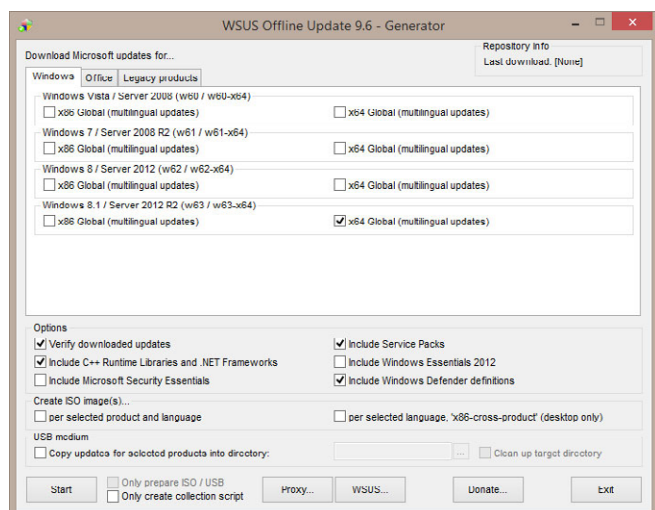 WSUS Offline Update 9.6 - Generator
Download Microsoft updates for...
Repository Info
Last download: [None]
Windows Office Legacy products
Windows Vista / Server 2008 (w60 / w60-x64)
x86 Global (multilingual updates) x64 Global (multilingual updates)
Windows 7 / Server 2008 R2 (w61 / w61-x64)
x86 Global (multilingual updates) x64 Global (multilingual updates)
Windows 8 / Server 2012 (w62 / w62-x64)
x86 Global (multilingual updates) x64 Global (multilingual updates)
Windows 8.1 / Server 2012 R2 (w63 / w63-x64)
x86 Global (multilingual updates) x64 Global (multilingual updates)
Options
Verify downloaded updates Include Service Packs
Include C++ Runtime Libraries and .NET Frameworks Include Windows Essentials 2012
Include Microsoft Security Essentials Include Windows Defender definitions
Create ISO image(s)...
per selected product and language per selected language, 'x86-cross-product' (desktop only)
USB medium
Copy updates for selected products into directory: ... Clean up target directory
Start Only prepare ISO / USB Proxy... WSUS... Donate... Exit
Only create collection script